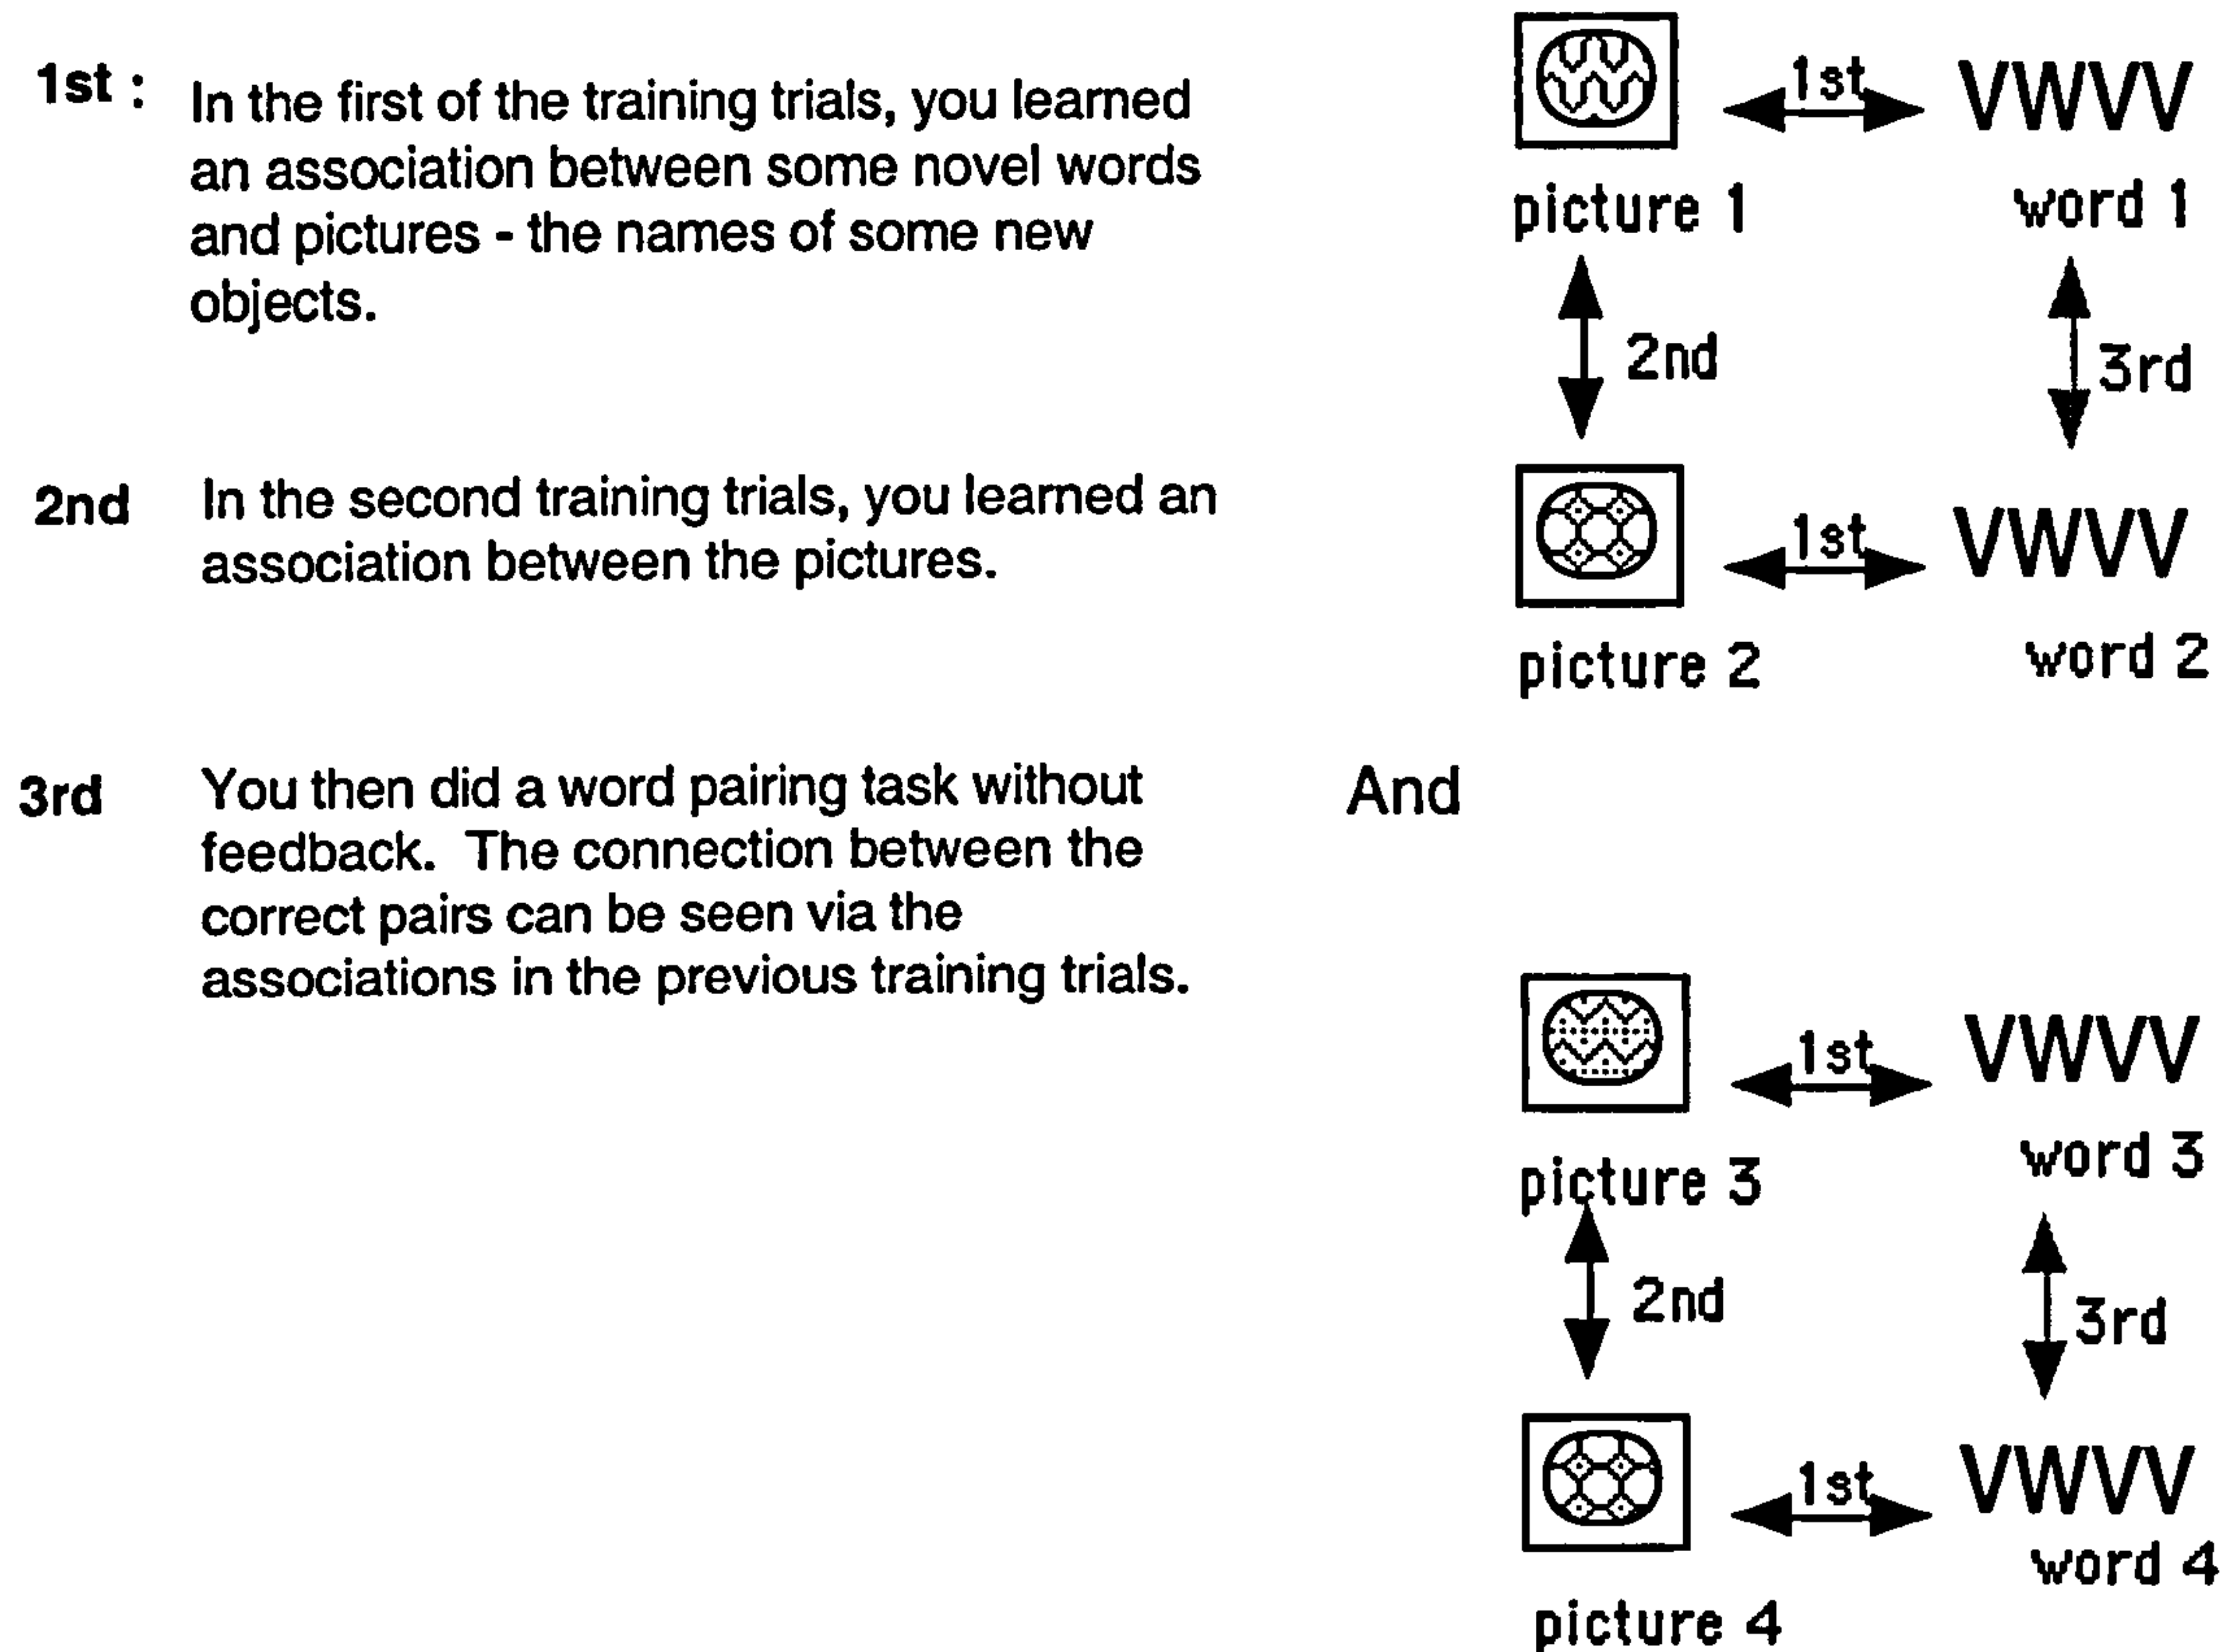 1st : In the first of the training trials, you learned
an association between some novel words
and pictures - the names of some new
objects.
2nd In the second training trials, you learned an
association between the pictures.
3rd You then did a word pairing task without
feedback. The connection between the
correct pairs can be seen via the
associations in the previous training trials.
1st VWVV
picture 1 word 1
2nd 3rd
1st VWVV
picture 2 word 2
And
1st VWVV
picture 3 word 3
2nd 3rd
1st VWVV
picture 4 word 4